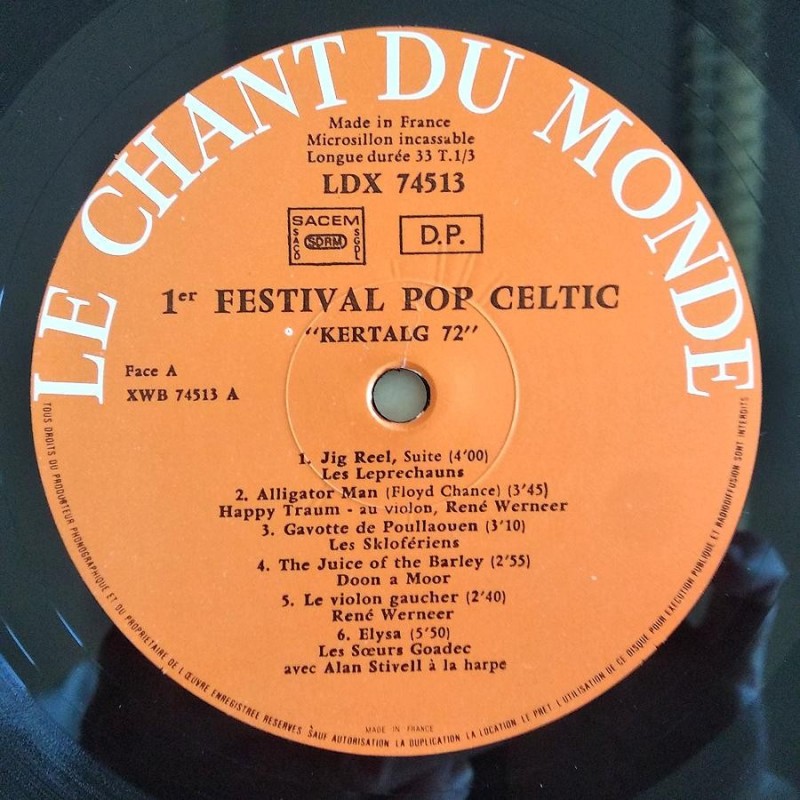 LE CHANT DU MONDE
Made in France
Microsillon incassable
Longue durée 33 T.1/3
LDX 74513
SACEM
SACD SDRM SGDL
D.P.
1er FESTIVAL POP CELTIC
"KERTALG 72"
Face A
XWB 74513 A
1. Jig Reel, Suite (4'00)
Les Leprechauns
2. Alligator Man (Floyd Chance) (3'45)
Happy Traum - au violon, René Werneer
3. Gavotte de Poullaouen (3'10)
Les Sklofériens
4. The Juice of the Barley (2'55)
Doon a Moor
5. Le violon gaucher (2'40)
René Werneer
6. Elysa (5'50)
Les Sœurs Goadec
avec Alan Stivell à la harpe
MADE IN FRANCE
TOUS DROITS DU PRODUCTEUR PHONOGRAPHIQUE ET DU PROPRIETAIRE DE L'ŒUVRE ENREGISTREE RESERVES À SAUF AUTORISATION LA DUPLICATION LA LOCATION LE PRET L'UTILISATION DE CE DISQUE POUR EXECUTION PUBLIQUE ET RADIODIFFUSION SONT INTERDITS